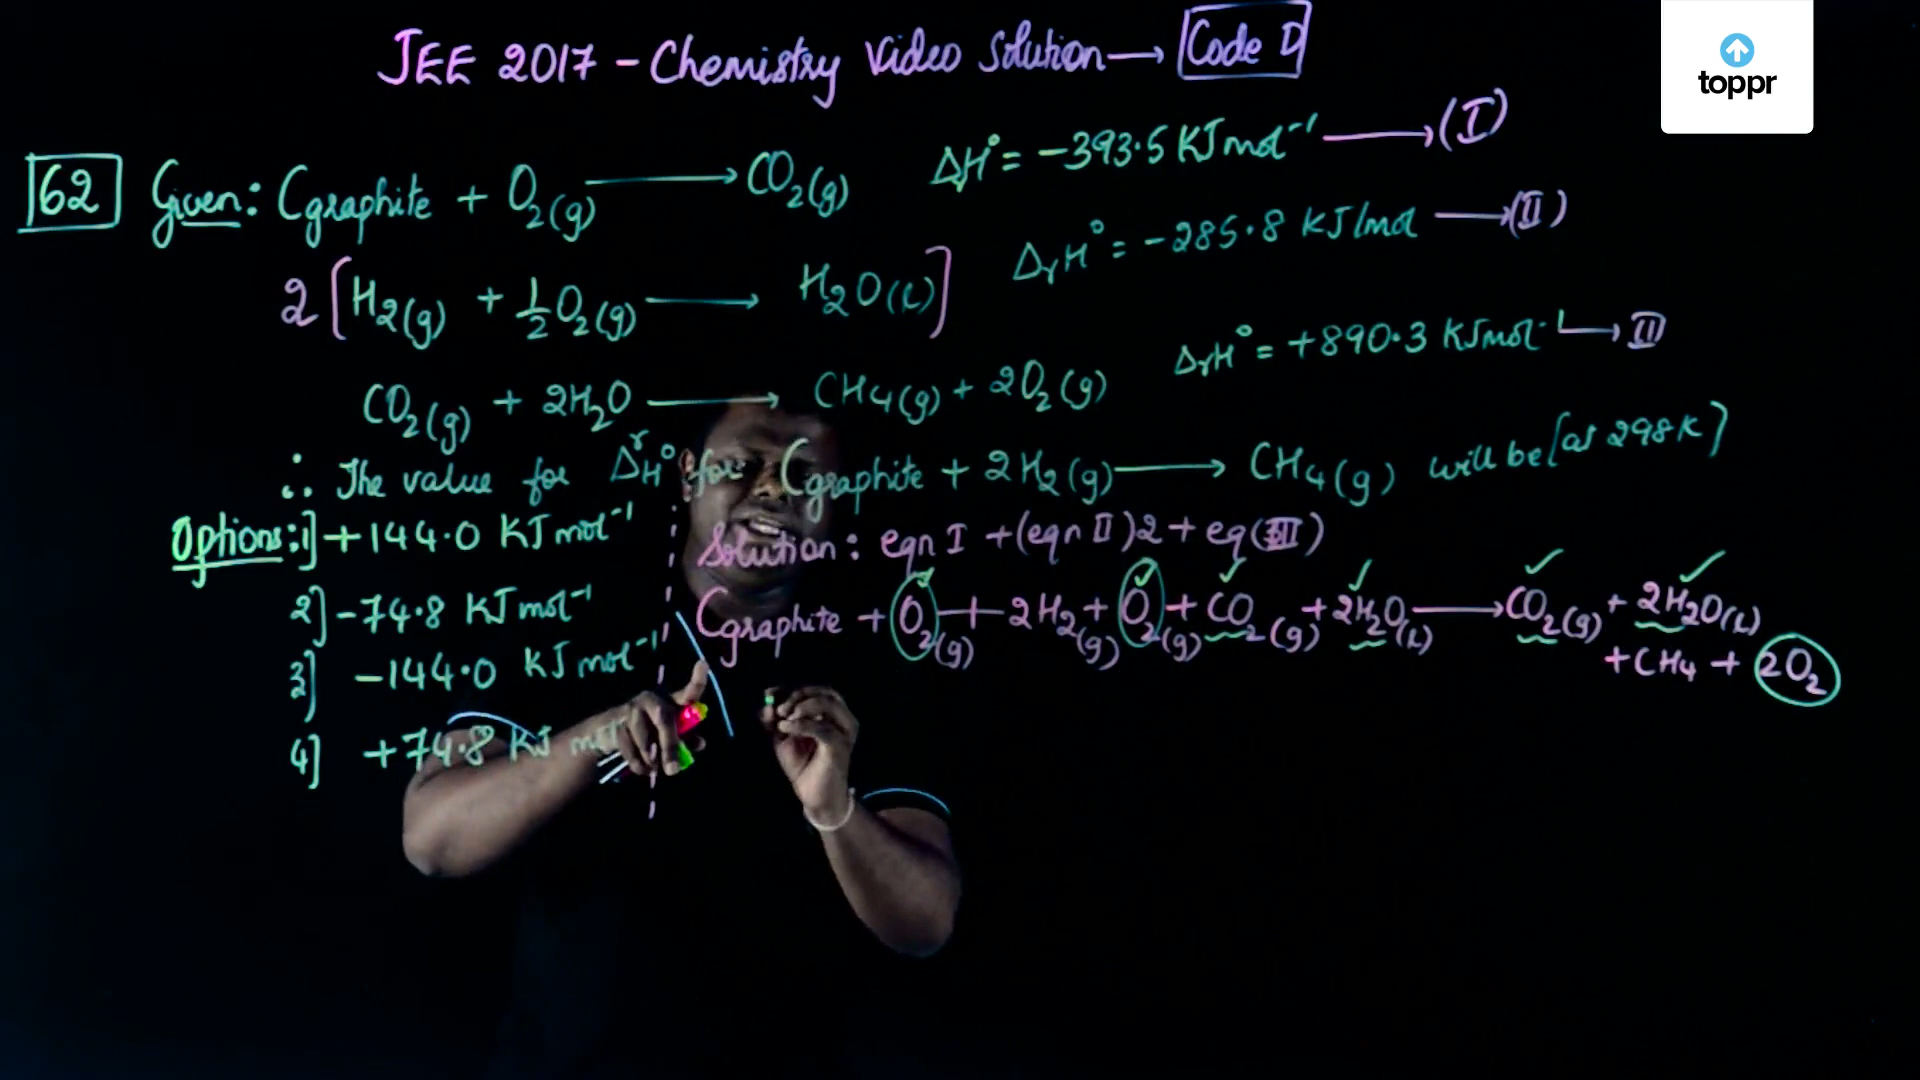 JEE 2017 - Chemistry Video Solution → Code D
toppr
62 Given: Cgraphite + O₂(g) → CO₂(g) ΔᵣH° = -393.5 KJ mol⁻¹ → (I)
2[H₂(g) + 1/2 O₂(g) → H₂O(l)] ΔᵣH° = -285.8 KJ/mol → (II)
CO₂(g) + 2H₂O → CH₄(g) + 2O₂(g) ΔᵣH° = +890.3 KJmol⁻¹ → III
∴ The value for ΔᵣH° for Cgraphite + 2H₂(g) → CH₄(g) will be [at 298K]
Options: 1] +144.0 KJ mol⁻¹
2] -74.8 KJ mol⁻¹
3] -144.0 KJ mol⁻¹
4] +74.8 KJ mol
Solution: eqn I + (eqn II)2 + eq(III)
Cgraphite + O₂(g) + 2H₂(g) + O₂(g) + CO₂(g) + 2H₂O(l) → CO₂(g) + 2H₂O(l)
+ CH₄ + 2O₂